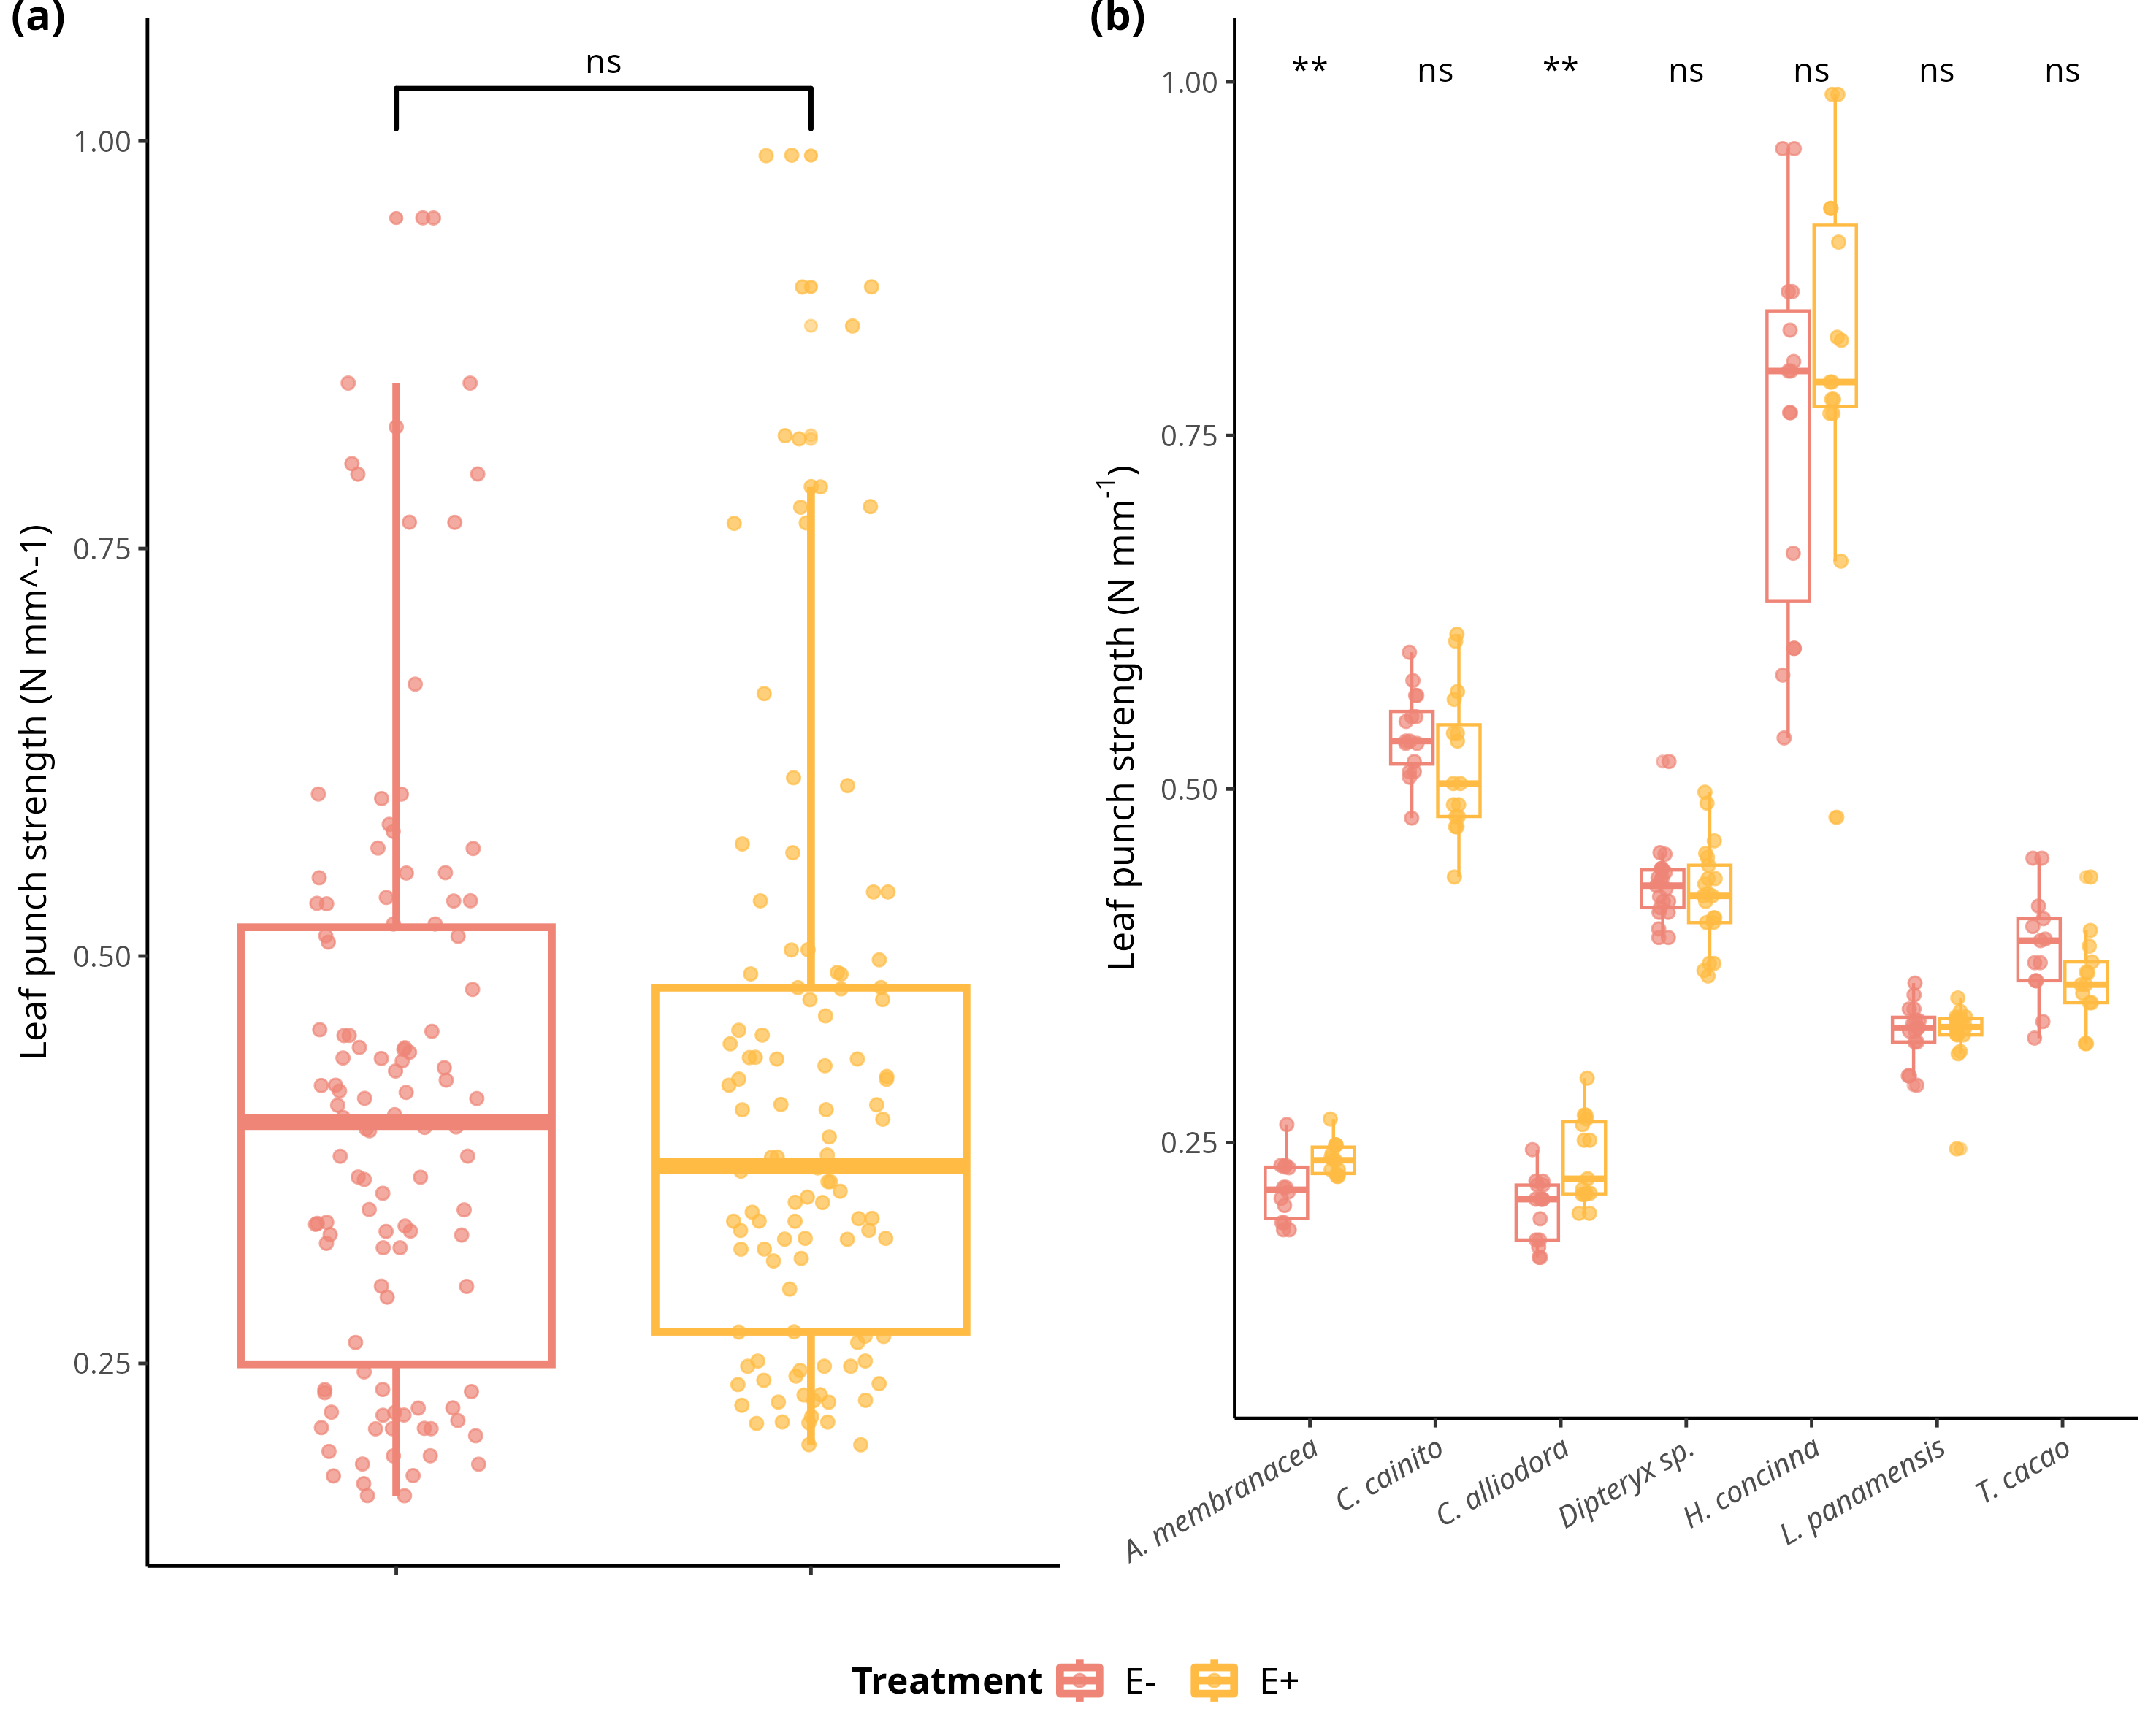 (a)
ns
1.00
0.75
0.50
0.25
Leaf punch strength (N mm^-1)
(b)
** ns ** ns ns ns ns
1.00
0.75
0.50
0.25
Leaf punch strength (N mm-1)
A. membranacea
C. cainito
C. alliodora
Dipteryx sp.
H. concinna
L. panamensis
T. cacao
Treatment E- E+